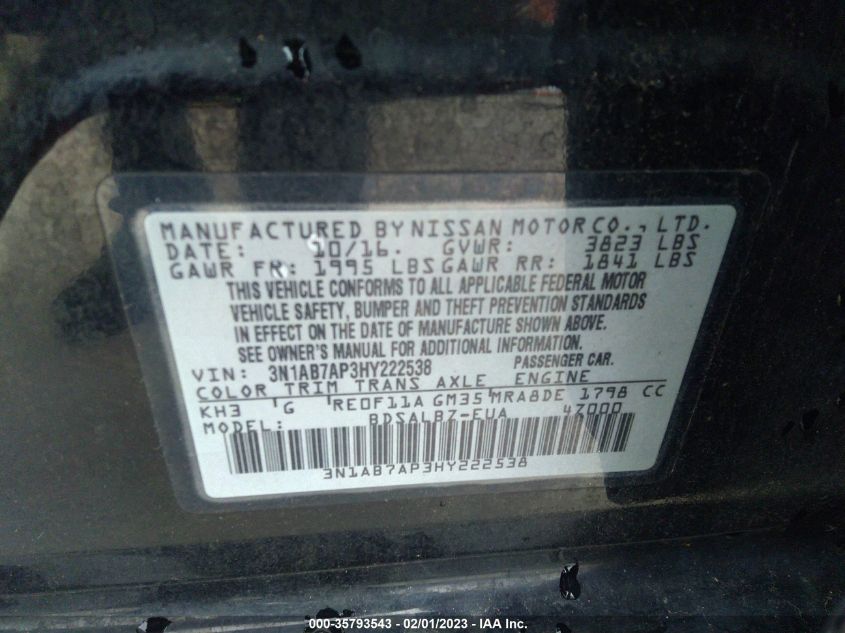 MANUFACTURED BY NISSAN MOTOR CO., LTD.
DATE: 10/16. GVWR: 3823 LBS
GAWR FR: 1995 LBS GAWR RR: 1841 LBS
THIS VEHICLE CONFORMS TO ALL APPLICABLE FEDERAL MOTOR
VEHICLE SAFETY, BUMPER AND THEFT PREVENTION STANDARDS
IN EFFECT ON THE DATE OF MANUFACTURE SHOWN ABOVE.
SEE OWNER'S MANUAL FOR ADDITIONAL INFORMATION.
VIN: 3N1AB7AP3HY222538 PASSENGER CAR.
COLOR TRIM TRANS AXLE ENGINE
KH3 G RE0F11A GM35 MRA8DE 1798 CC
MODEL: BDSALBZ-EUA 47000
3N1AB7AP3HY222538
000-35793543 - 02/01/2023 - IAA Inc.